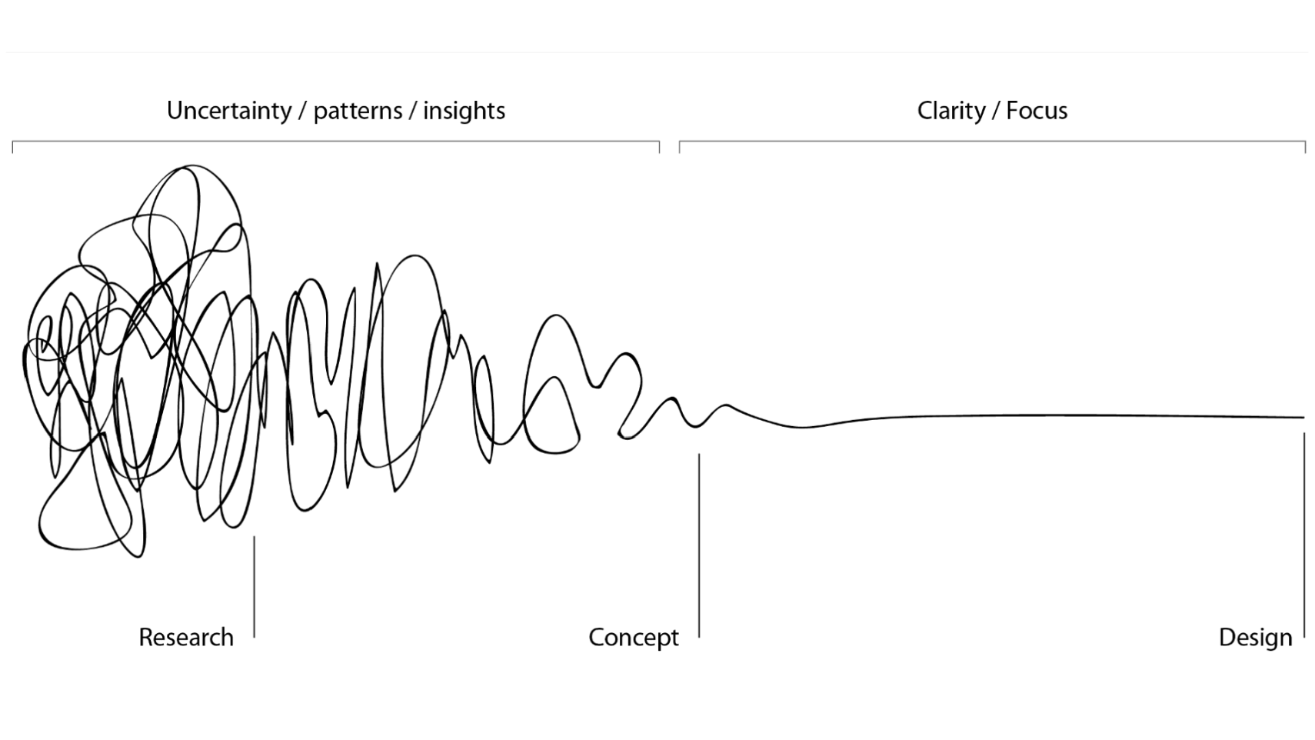 Uncertainty / patterns / insights
Clarity / Focus
Research
Concept
Design